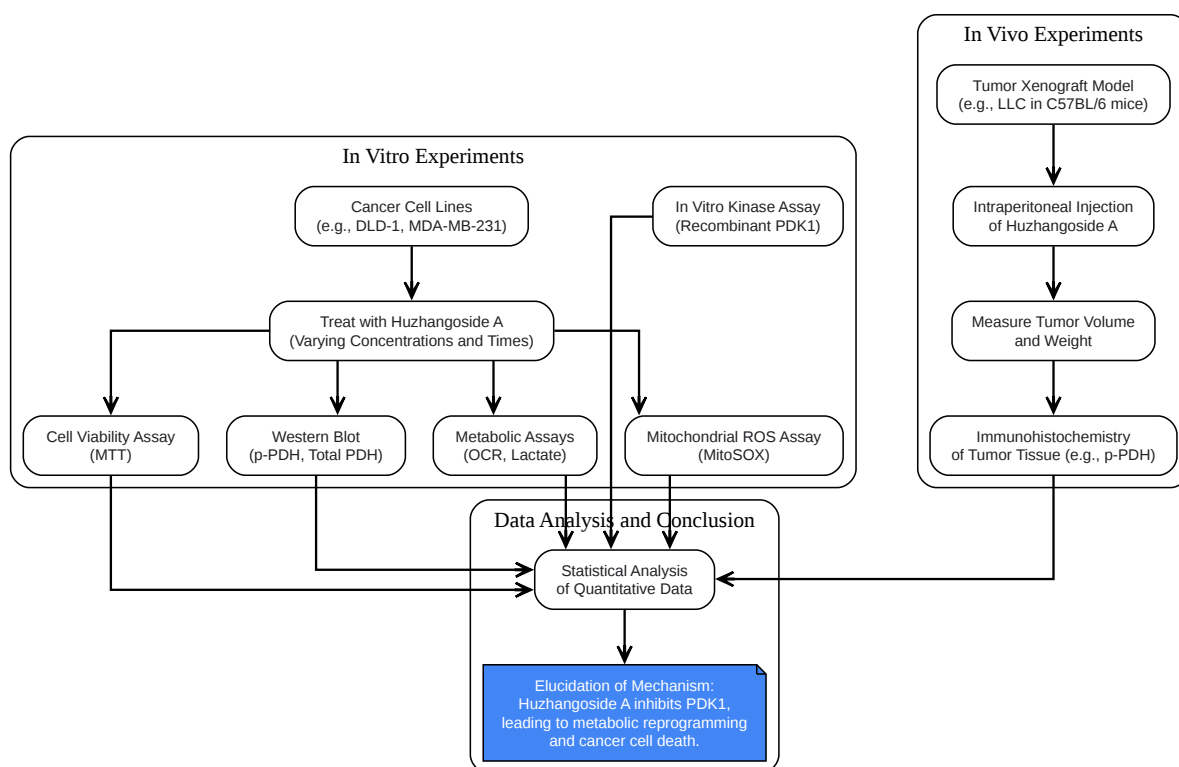 In Vivo Experiments
Tumor Xenograft Model
(e.g., LLC in C57BL/6 mice)
Intraperitoneal Injection
of Huzhangoside A
Measure Tumor Volume
and Weight
Immunohistochemistry
of Tumor Tissue (e.g., p-PDH)
In Vitro Experiments
Cancer Cell Lines
(e.g., DLD-1, MDA-MB-231)
In Vitro Kinase Assay
(Recombinant PDK1)
Treat with Huzhangoside A
(Varying Concentrations and Times)
Cell Viability Assay
(MTT)
Western Blot
(p-PDH, Total PDH)
Metabolic Assays
(OCR, Lactate)
Mitochondrial ROS Assay
(MitoSOX)
Data Analysis and Conclusion
Statistical Analysis
of Quantitative Data
Elucidation of Mechanism:
Huzhangoside A inhibits PDK1,
leading to metabolic reprogramming
and cancer cell death.